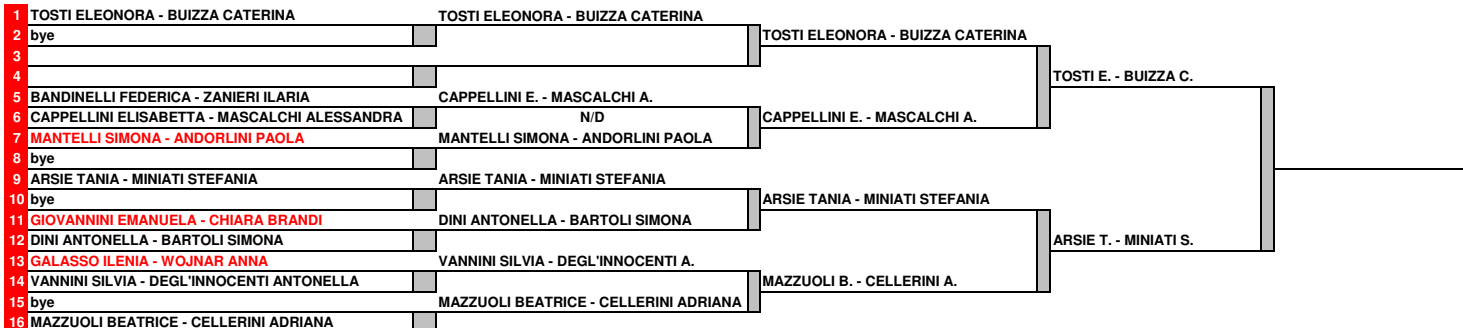 1 TOSTI ELEONORA - BUIZZA CATERINA TOSTI ELEONORA - BUIZZA CATERINA
2 bye TOSTI ELEONORA - BUIZZA CATERINA
3
4 TOSTI E. - BUIZZA C.
5 BANDINELLI FEDERICA - ZANIERI ILARIA CAPPELLINI E. - MASCALCHI A.
6 CAPPELLINI ELISABETTA - MASCALCHI ALESSANDRA N/D CAPPELLINI E. - MASCALCHI A.
7 MANTELLI SIMONA - ANDORLINI PAOLA MANTELLI SIMONA - ANDORLINI PAOLA
8 bye
9 ARSIE TANIA - MINIATI STEFANIA ARSIE TANIA - MINIATI STEFANIA
10 bye ARSIE TANIA - MINIATI STEFANIA
11 GIOVANNINI EMANUELA - CHIARA BRANDI DINI ANTONELLA - BARTOLI SIMONA
12 DINI ANTONELLA - BARTOLI SIMONA ARSIE T. - MINIATI S.
13 GALASSO ILENIA - WOJNAR ANNA VANNINI SILVIA - DEGL'INNOCENTI A.
14 VANNINI SILVIA - DEGL'INNOCENTI ANTONELLA MAZZUOLI B. - CELLERINI A.
15 bye MAZZUOLI BEATRICE - CELLERINI ADRIANA
16 MAZZUOLI BEATRICE - CELLERINI ADRIANA